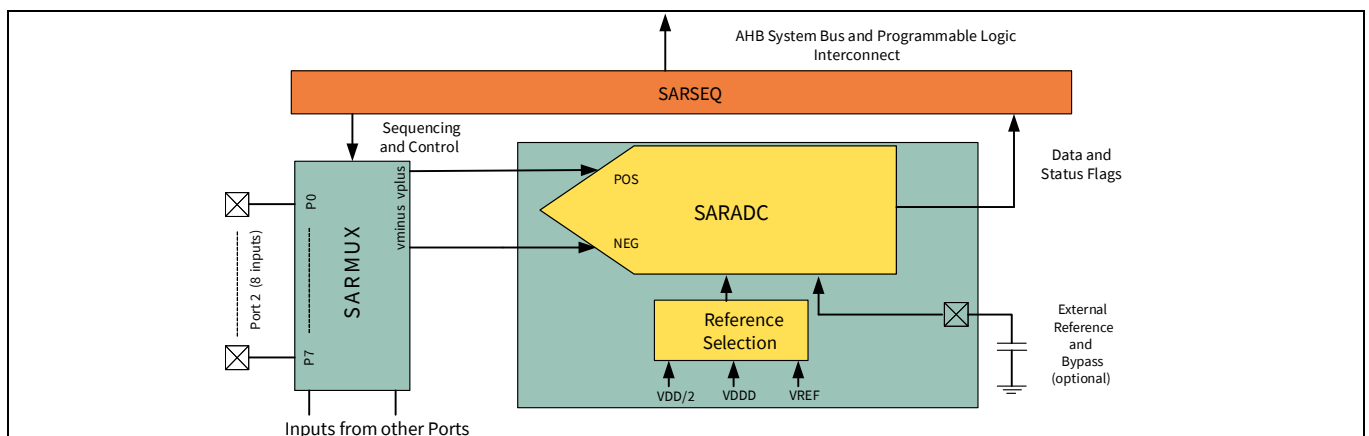 AHB System Bus and Programmable Logic
Interconnect
SARSEQ
Sequencing
and Control
Data and
Status Flags
vminus vplus
P0
POS
SARADC
NEG
SARMUX
Port 2 (8 inputs)
P7
Reference
Selection
External
Reference
and
Bypass
(optional)
VDD/2
VDDD
VREF
Inputs from other Ports